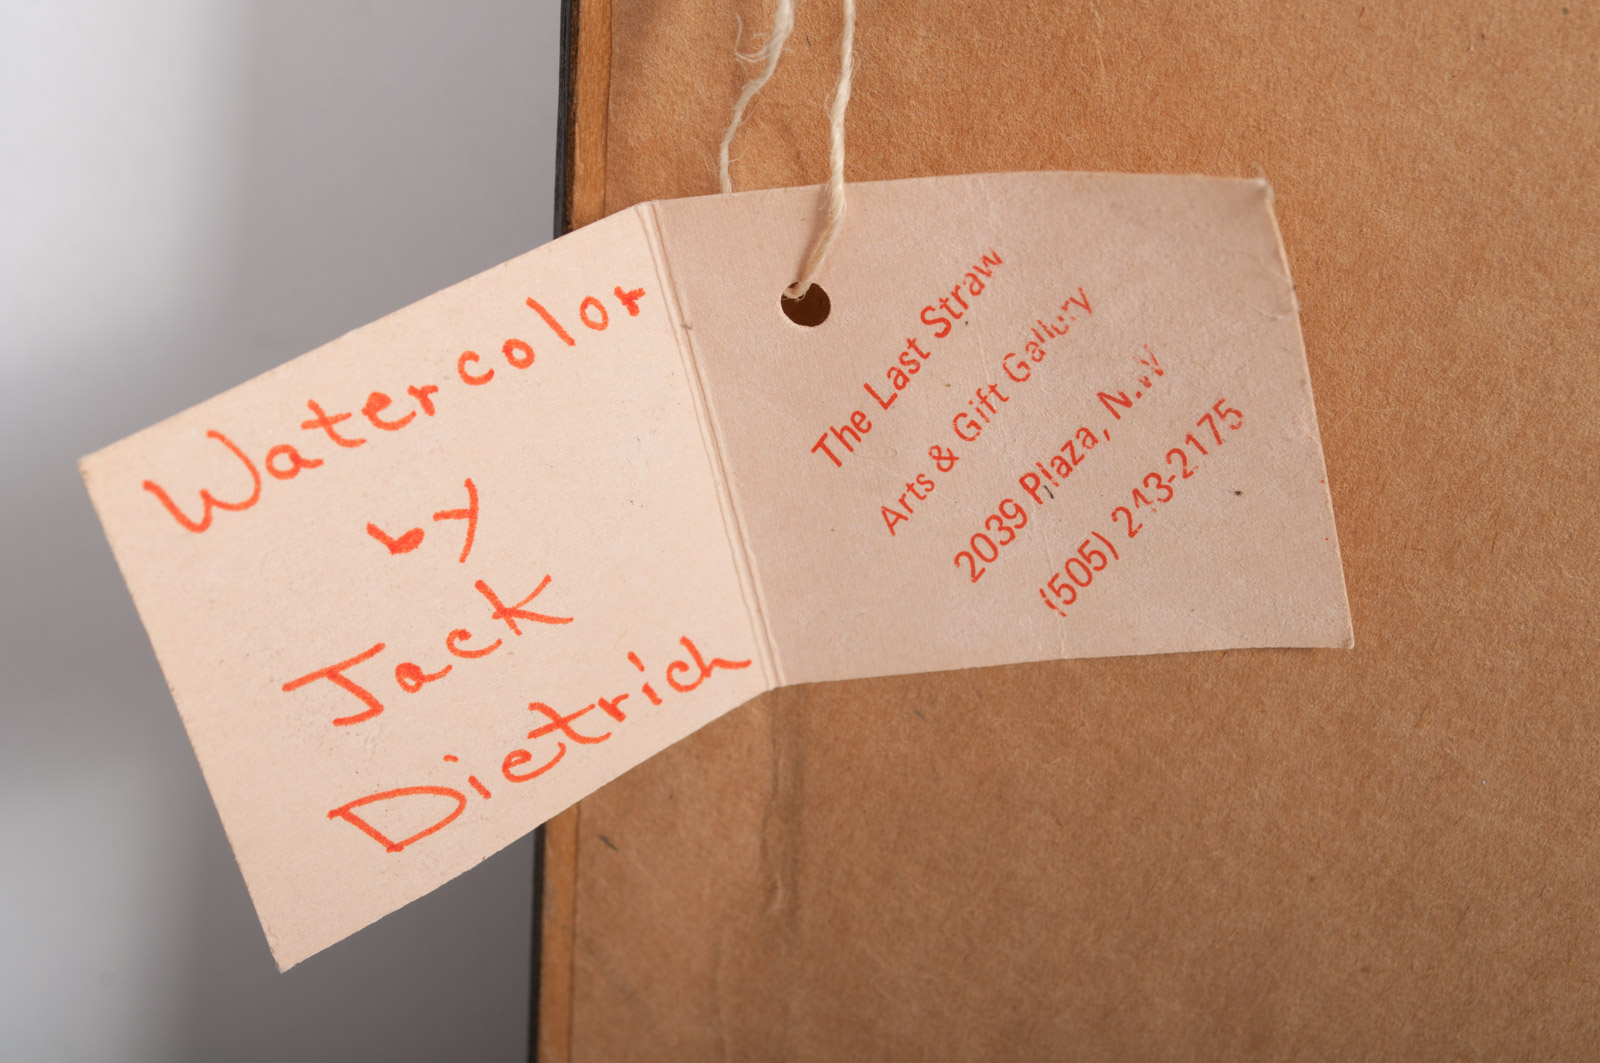 Watercolor
by
Jack
Dietrich
The Last Straw
Arts & Gift Gallery
2039 Plaza, N.W
(505) 243-2175